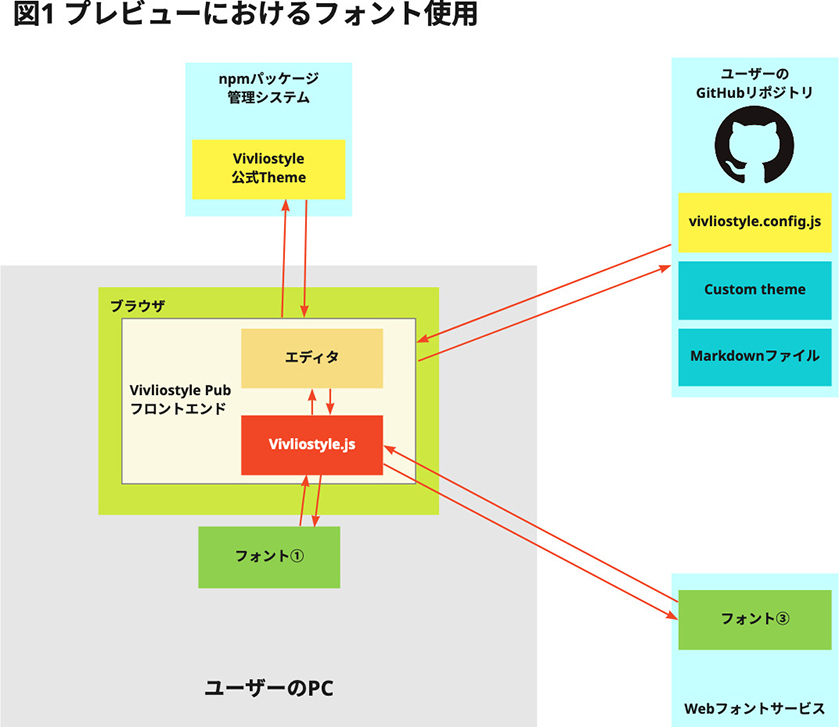 図1 プレビューにおけるフォント使用
npmパッケージ
管理システム
Vivliostyle
公式Theme
ユーザーの
GitHubリポジトリ
vivliostyle.config.js
Custom theme
Markdownファイル
ブラウザ
エディタ
Vivliostyle Pub
フロントエンド
Vivliostyle.js
フォント①
フォント③
ユーザーのPC
Webフォントサービス